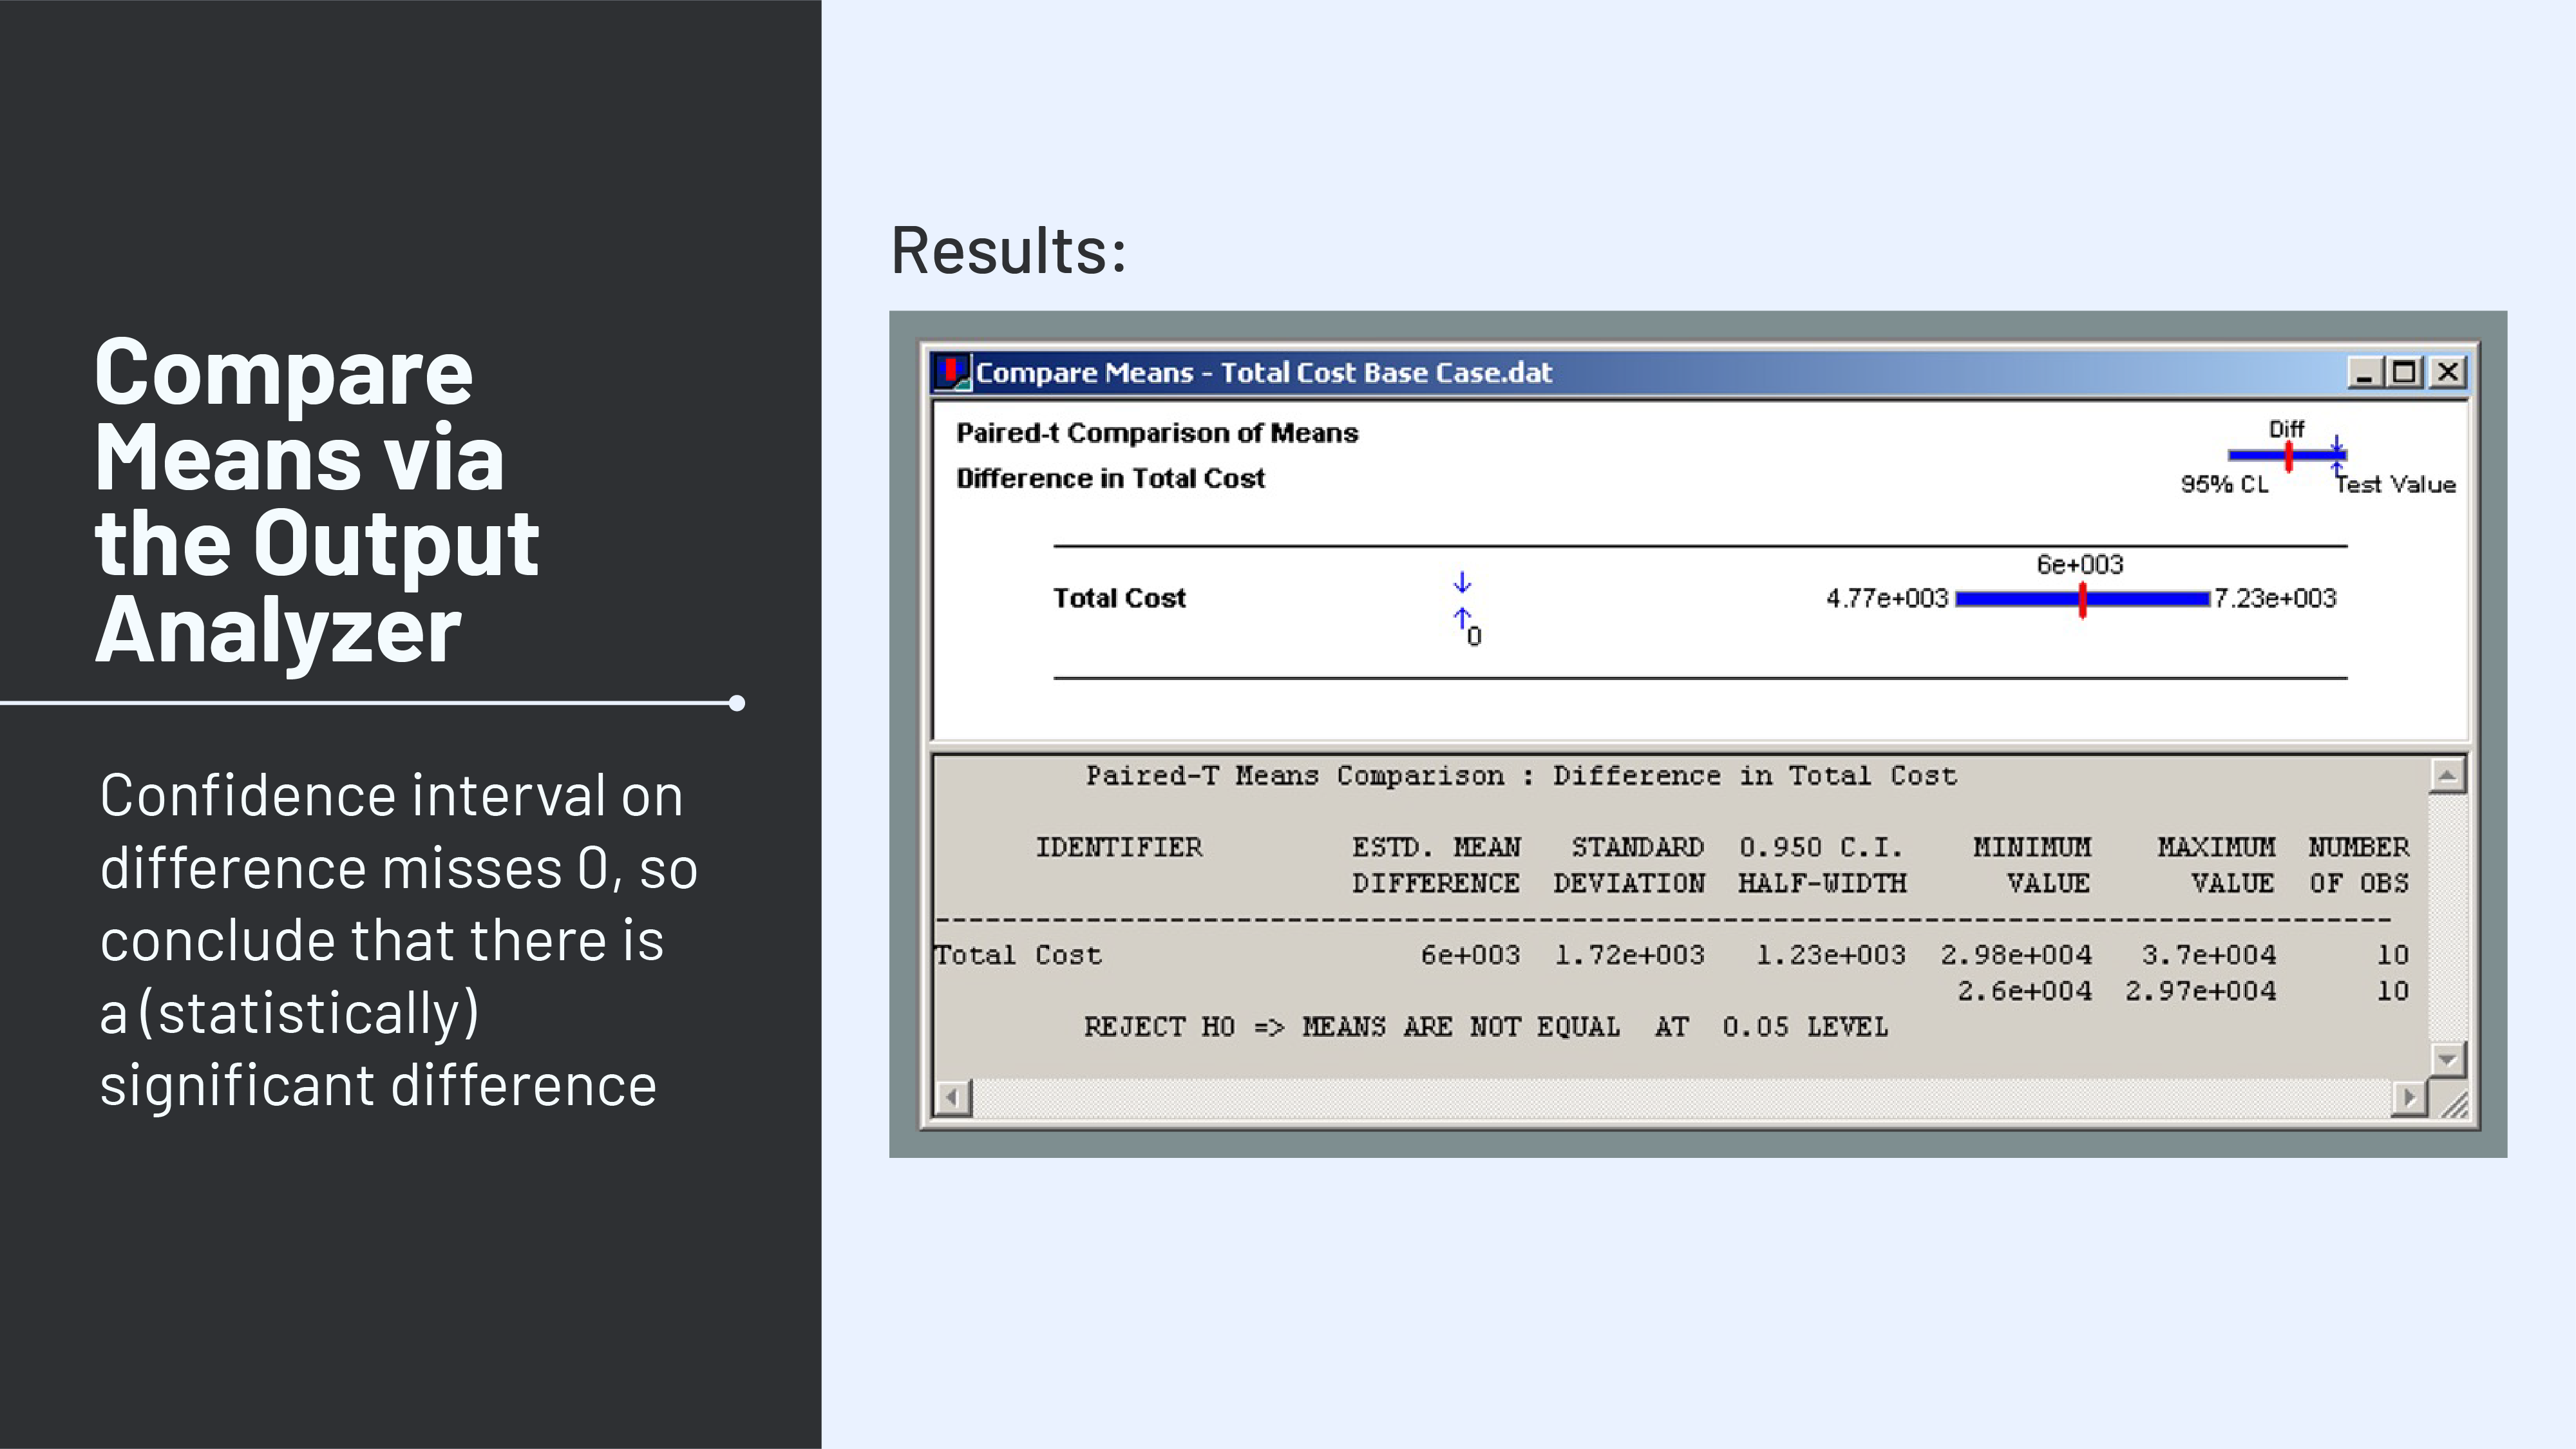 Compare
Means via
the Output
Analyzer
Confidence interval on
difference misses 0, so
conclude that there is
a (statistically)
significant difference
Results:
Compare Means - Total Cost Base Case.dat
Paired-t Comparison of Means
Difference in Total Cost
Diff
95% CL Test Value
6e+003
Total Cost 4.77e+003 7.23e+003
0
Paired-T Means Comparison : Difference in Total Cost
IDENTIFIER ESTD. MEAN STANDARD 0.950 C.I. MINIMUM MAXIMUM NUMBER
DIFFERENCE DEVIATION HALF-WIDTH VALUE VALUE OF OBS
Total Cost 6e+003 1.72e+003 1.23e+003 2.98e+004 3.7e+004 10
2.6e+004 2.97e+004 10
REJECT H0 => MEANS ARE NOT EQUAL AT 0.05 LEVEL